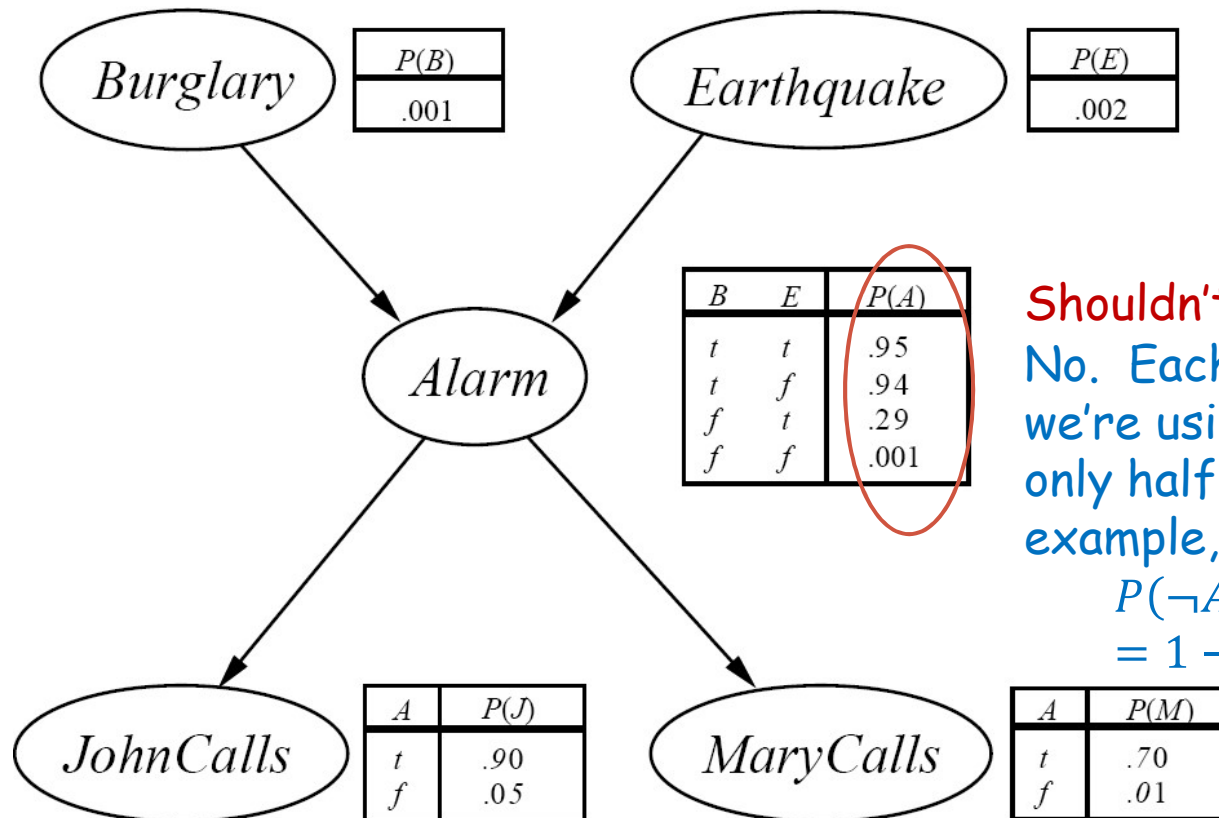 Burglary
P(B)
.001
Earthquake
P(E)
.002
Alarm
B E P(A)
t t .95
t f .94
f t .29
f f .001
Shouldn't
No. Each
we're usi
only half
example,
P(¬A
= 1 −
JohnCalls
A P(J)
t .90
f .05
MaryCalls
A P(M)
t .70
f .01